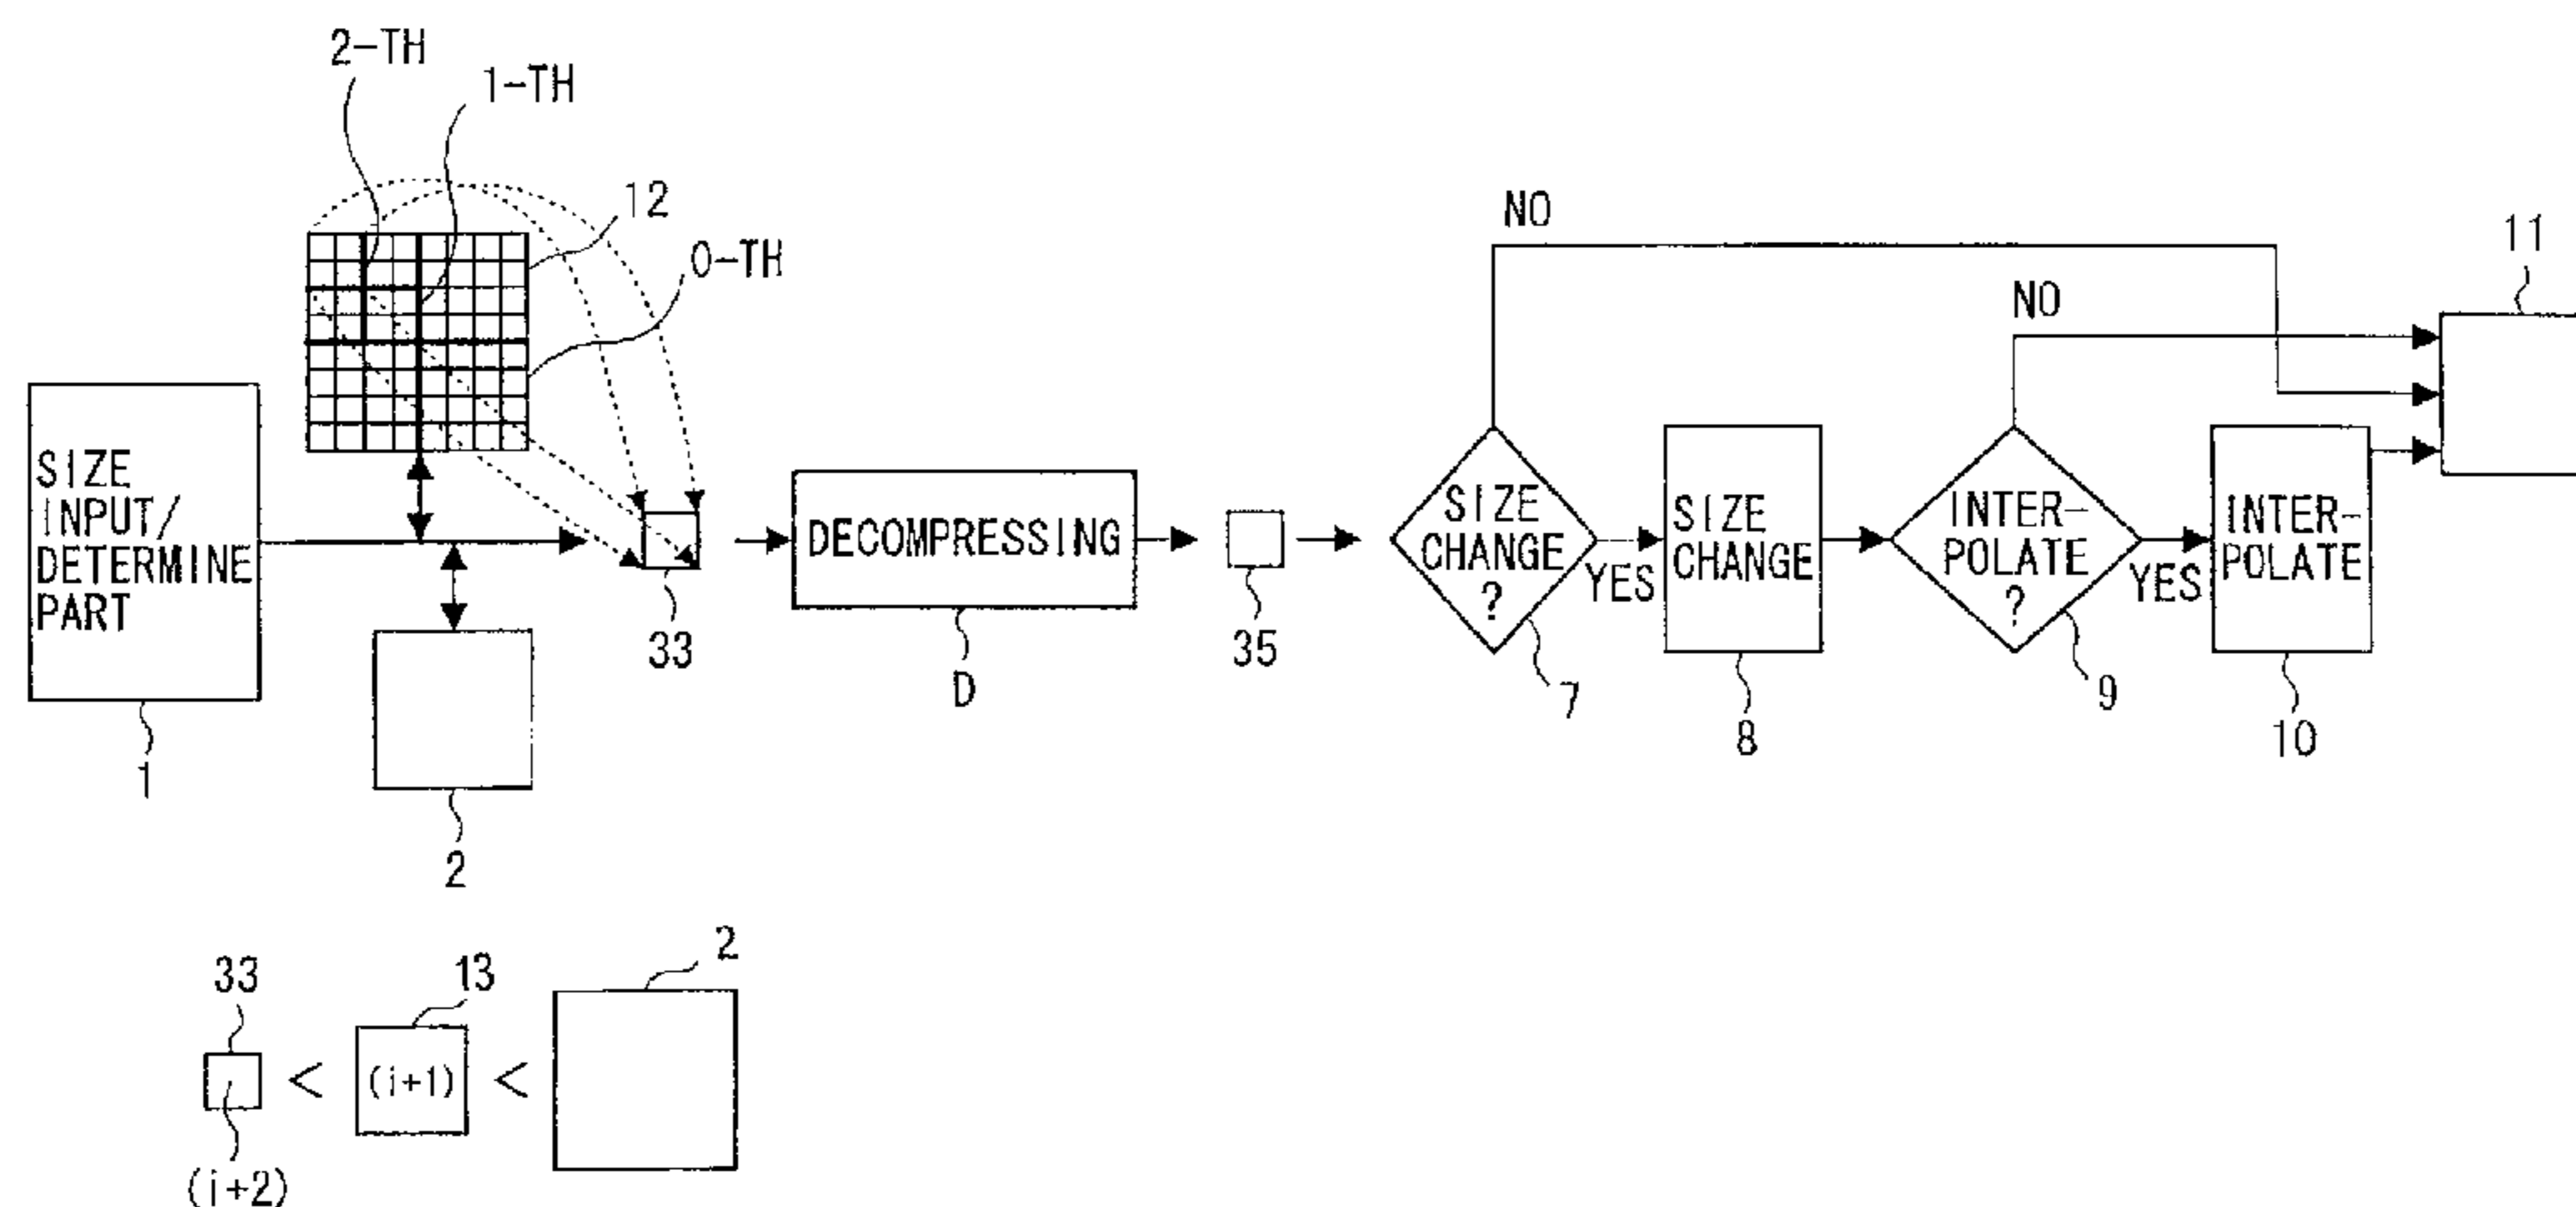 2-TH
1-TH
12
0-TH
NO
11
NO
SIZE
INPUT/
DETERMINE
PART
DECOMPRESSING
SIZE
CHANGE
?
YES
SIZE
CHANGE
INTER-
POLATE
?
YES
INTER-
POLATE
33
35
D
7
8
9
10
1
2
33
13
2
(i+1)
<
<
(i+2)